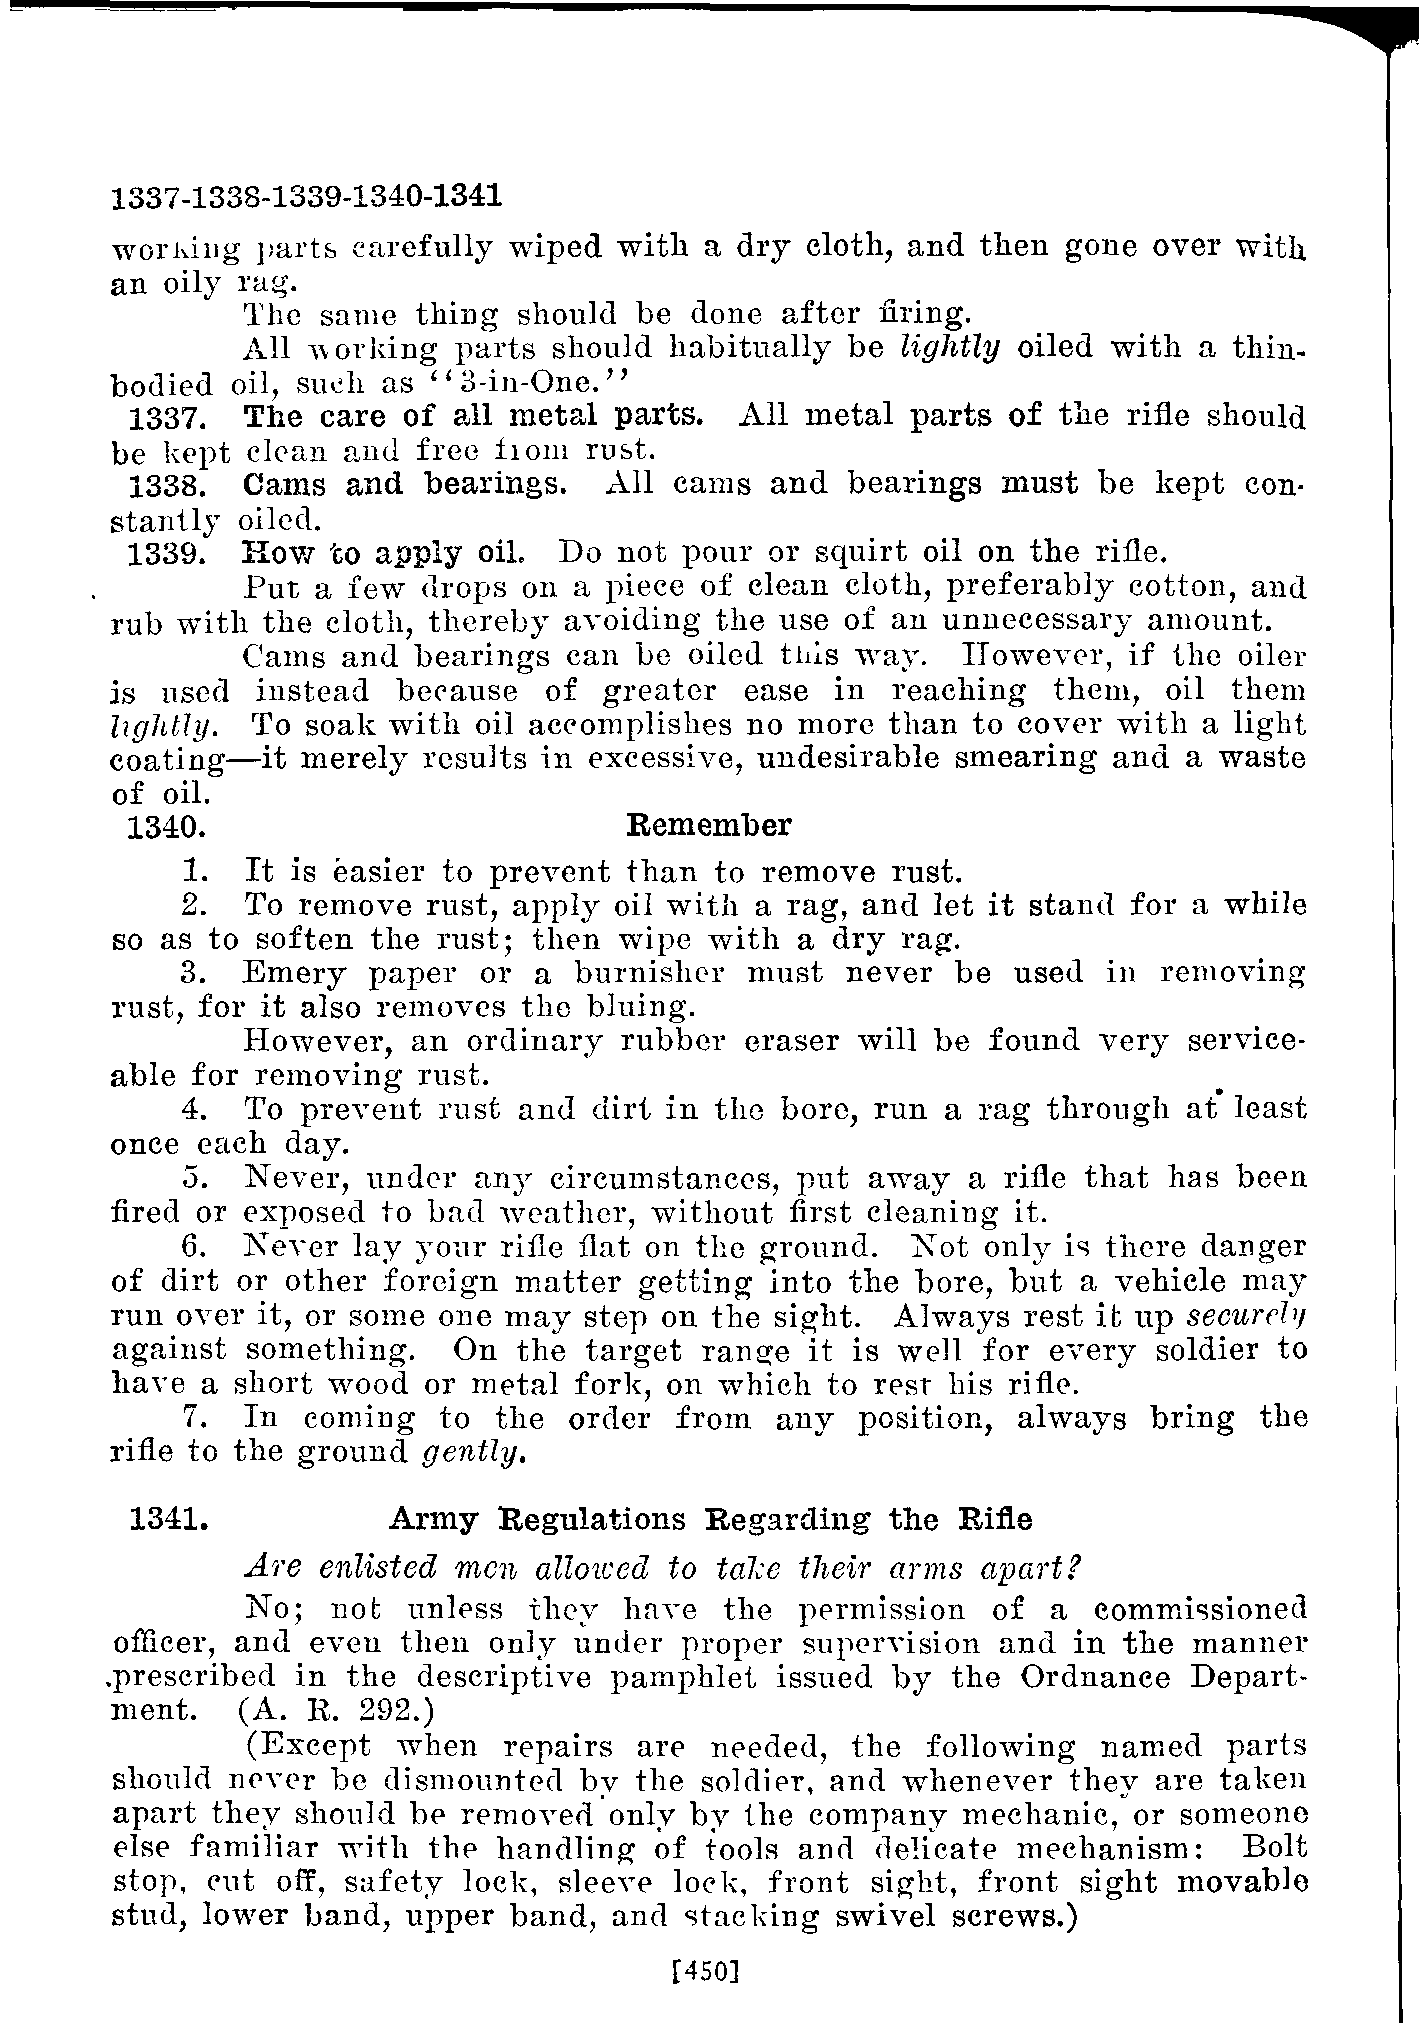 1337-1338-1339-1340-1341
working parts carefully wiped with a dry cloth, and then gone over with
an oily rag.
The same thing should be done after firing.
All working parts should habitually be lightly oiled with a thin-
bodied oil, such as "3-in-One."
1337. The care of all metal parts. All metal parts of the rifle should
be kept clean and free from rust.
1338. Cams and bearings. All cams and bearings must be kept con-
stantly oiled.
1339. How to apply oil. Do not pour or squirt oil on the rifle.
Put a few drops on a piece of clean cloth, preferably cotton, and
rub with the cloth, thereby avoiding the use of an unnecessary amount.
Cams and bearings can be oiled this way. However, if the oiler
is used instead because of greater ease in reaching them, oil them
lightly. To soak with oil accomplishes no more than to cover with a light
coating—it merely results in excessive, undesirable smearing and a waste
of oil.
1340. Remember
1. It is easier to prevent than to remove rust.
2. To remove rust, apply oil with a rag, and let it stand for a while
so as to soften the rust; then wipe with a dry rag.
3. Emery paper or a burnisher must never be used in removing
rust, for it also removes the bluing.
However, an ordinary rubber eraser will be found very service-
able for removing rust.
4. To prevent rust and dirt in the bore, run a rag through at least
once each day.
5. Never, under any circumstances, put away a rifle that has been
fired or exposed to bad weather, without first cleaning it.
6. Never lay your rifle flat on the ground. Not only is there danger
of dirt or other foreign matter getting into the bore, but a vehicle may
run over it, or some one may step on the sight. Always rest it up securely
against something. On the target range it is well for every soldier to
have a short wood or metal fork, on which to rest his rifle.
7. In coming to the order from any position, always bring the
rifle to the ground gently.
1341. Army Regulations Regarding the Rifle
Are enlisted men allowed to take their arms apart?
No; not unless they have the permission of a commissioned
officer, and even then only under proper supervision and in the manner
prescribed in the descriptive pamphlet issued by the Ordnance Depart-
ment. (A. R. 292.)
(Except when repairs are needed, the following named parts
should never be dismounted by the soldier, and whenever they are taken
apart they should be removed only by the company mechanic, or someone
else familiar with the handling of tools and delicate mechanism: Bolt
stop, cut off, safety lock, sleeve lock, front sight, front sight movable
stud, lower band, upper band, and stacking swivel screws.)
[450]